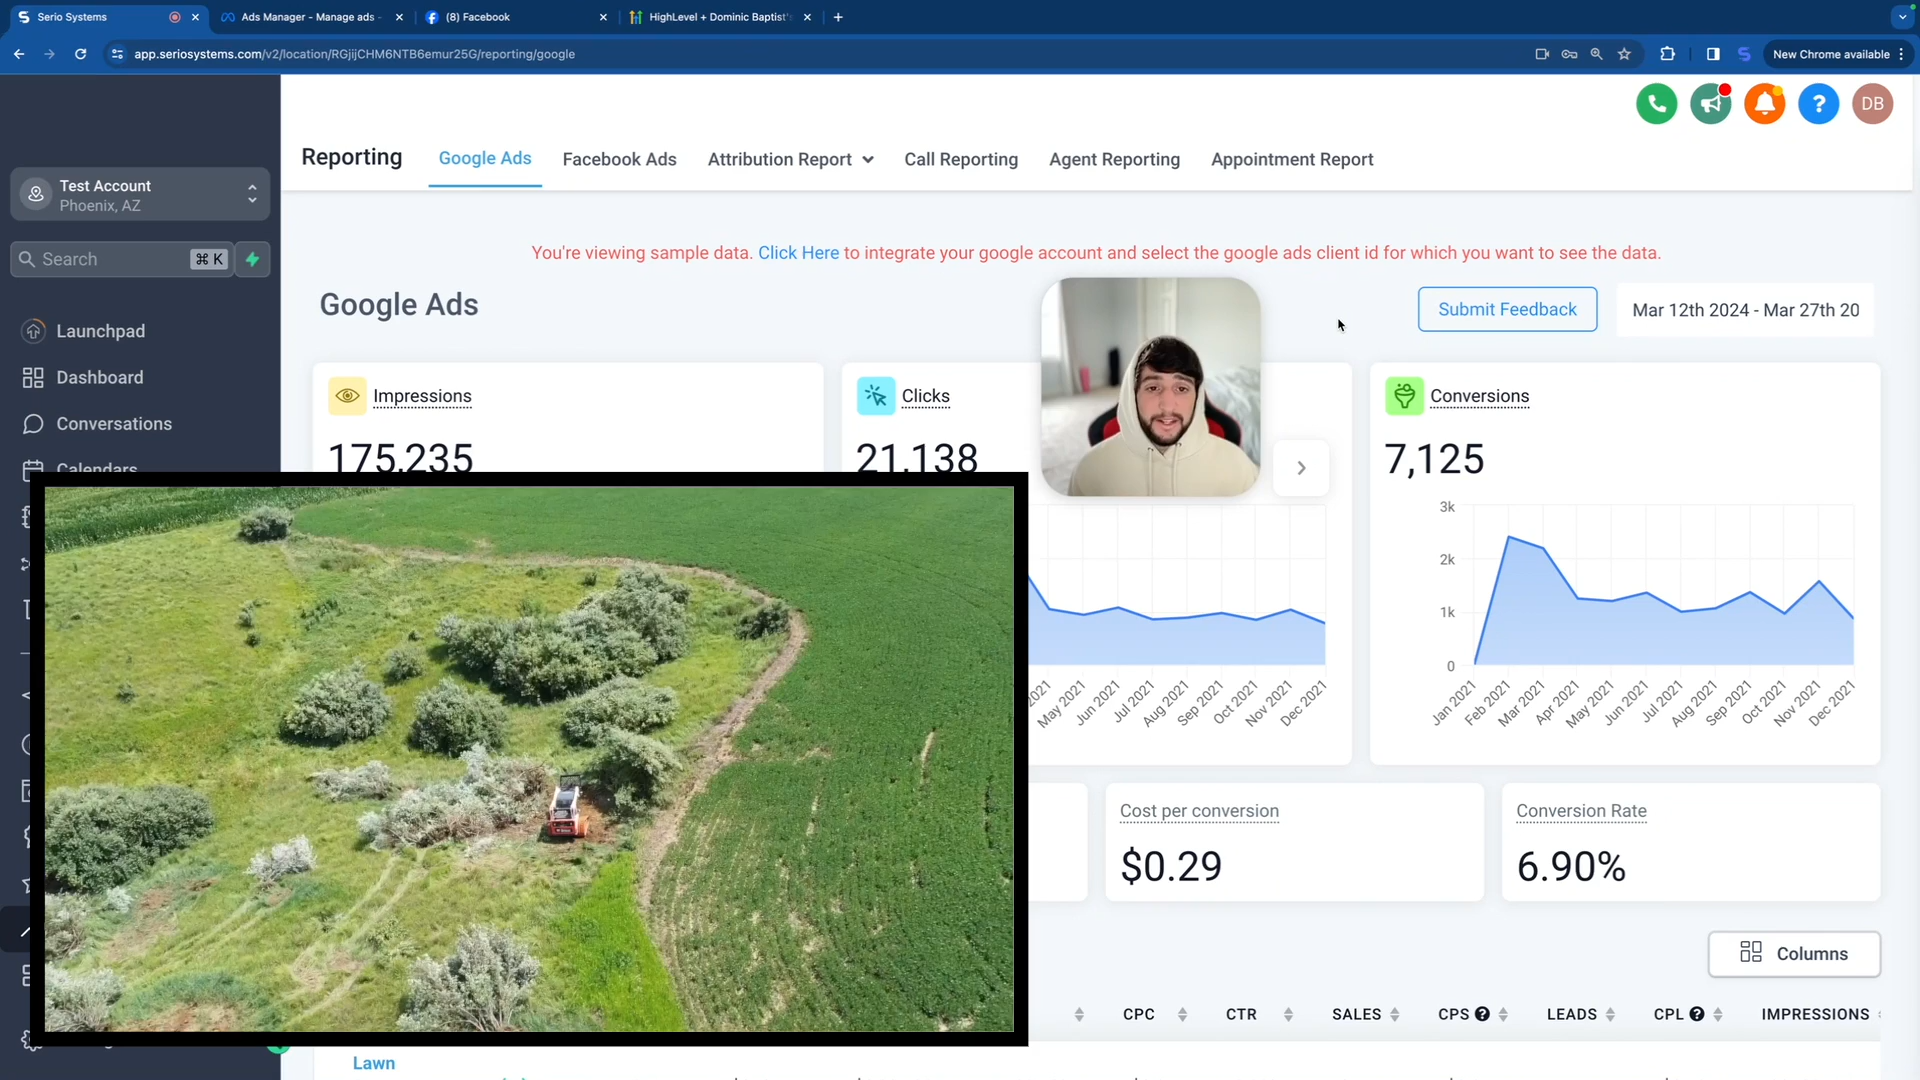 Serio Systems
Ads Manager - Manage ads -
(8) Facebook
HighLevel + Dominic Baptist'
app.seriosystems.com/v2/location/RGjijCHM6NTB6emur25G/reporting/google
New Chrome available
DB
Reporting
Google Ads
Facebook Ads
Attribution Report
Call Reporting
Agent Reporting
Appointment Report
Test Account
Phoenix, AZ
Search
⌘ K
Launchpad
Dashboard
Conversations
Calendars
You're viewing sample data. Click Here to integrate your google account and select the google ads client id for which you want to see the data.
Google Ads
Submit Feedback
Mar 12th 2024 - Mar 27th 20
Impressions
175,235
Clicks
21,138
Conversions
7,125
3k
2k
1k
0
2021
May 2021
Jun 2021
Jul 2021
Aug 2021
Sep 2021
Oct 2021
Nov 2021
Dec 2021
Jan 2021
Feb 2021
Mar 2021
Apr 2021
May 2021
Jun 2021
Jul 2021
Aug 2021
Sep 2021
Oct 2021
Nov 2021
Dec 2021
Cost per conversion
$0.29
Conversion Rate
6.90%
Columns
CPC
CTR
SALES
CPS
LEADS
CPL
IMPRESSIONS
Lawn